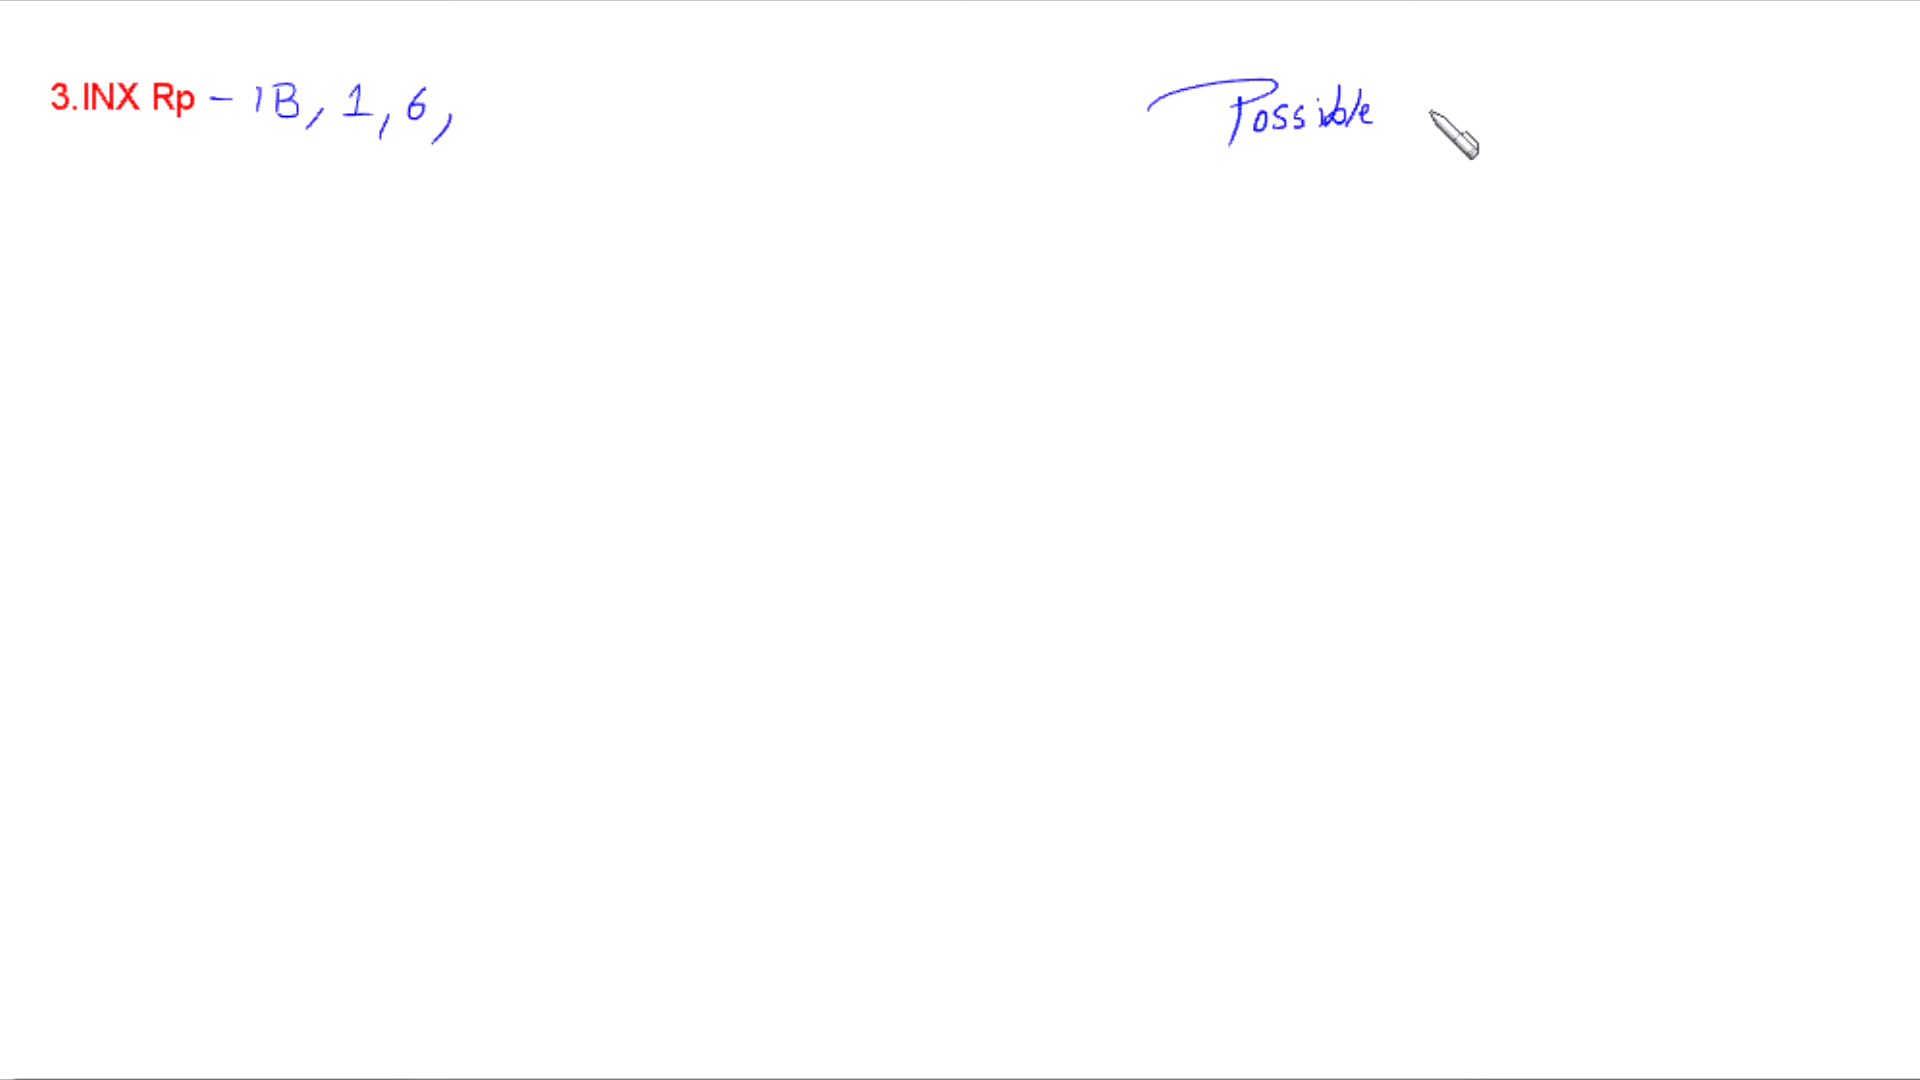 3. INX Rp - 1B, 1, 6,
Possible